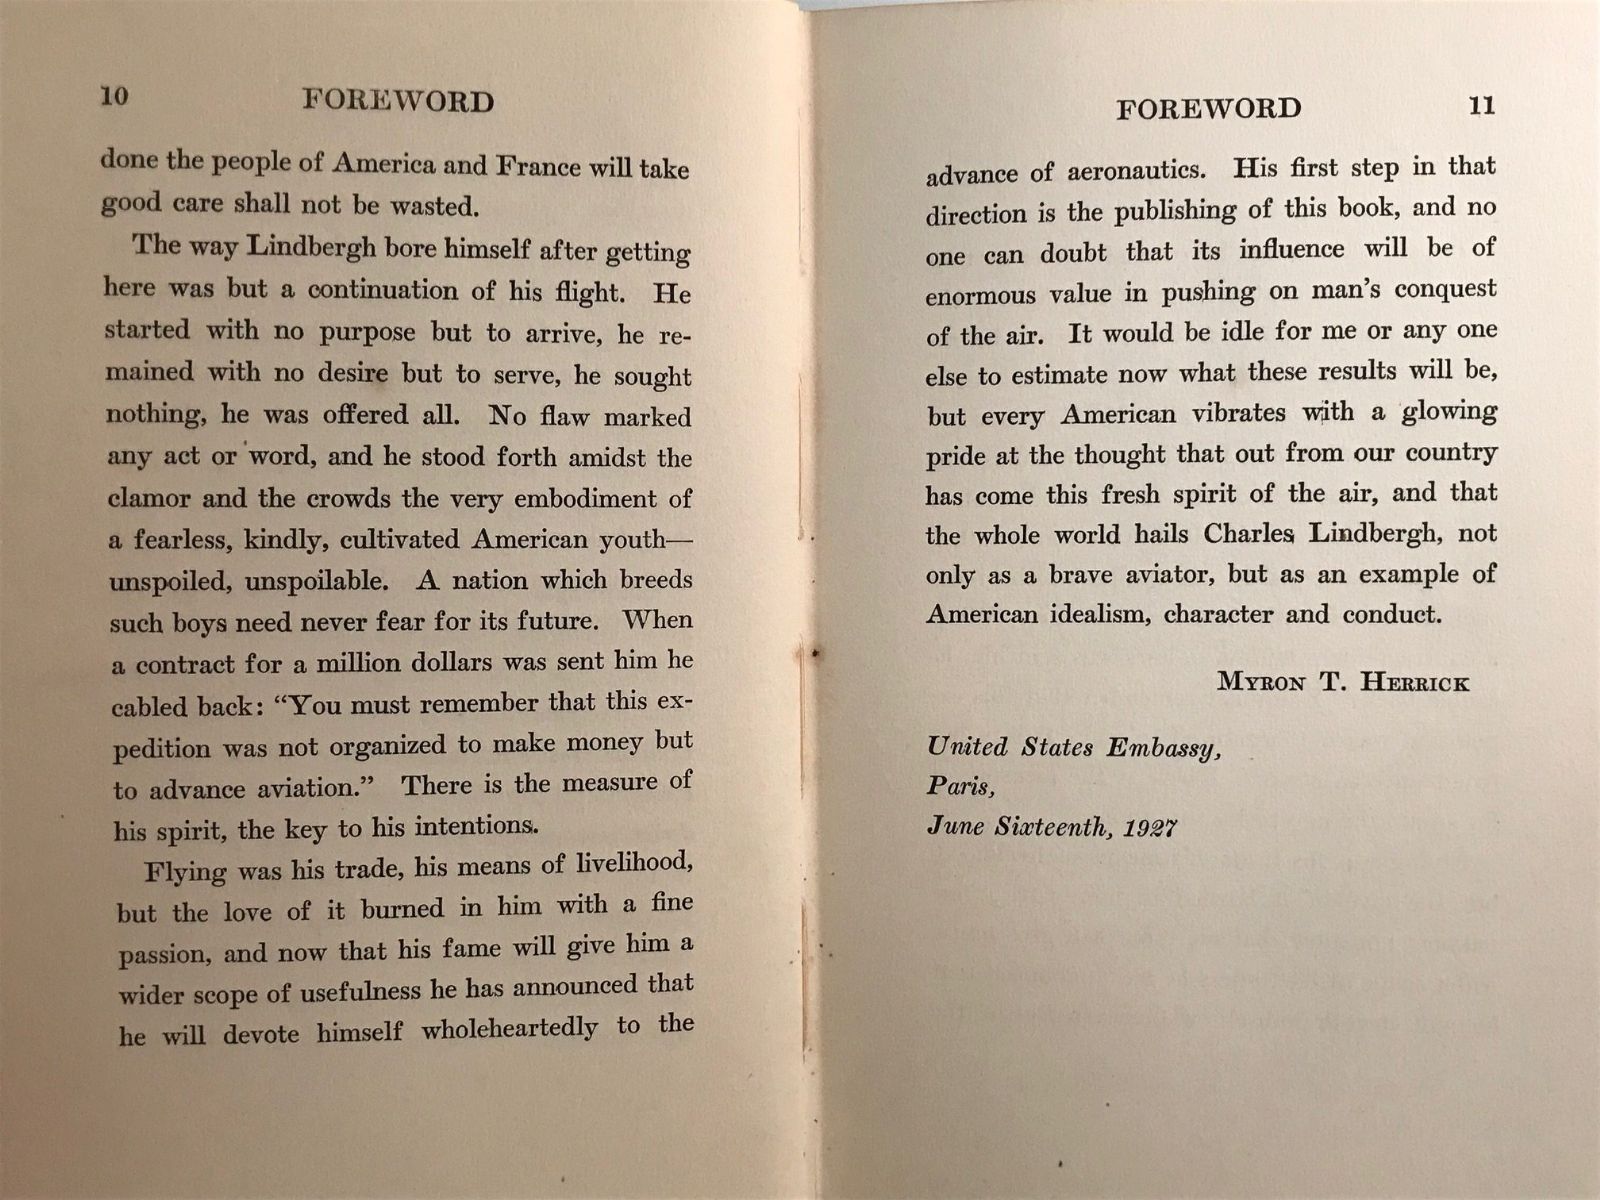 10 FOREWORD
done the people of America and France will take
good care shall not be wasted.
The way Lindbergh bore himself after getting
here was but a continuation of his flight. He
started with no purpose but to arrive, he re-
mained with no desire but to serve, he sought
nothing, he was offered all. No flaw marked
any act or word, and he stood forth amidst the
clamor and the crowds the very embodiment of
a fearless, kindly, cultivated American youth—
unspoiled, unspoilable. A nation which breeds
such boys need never fear for its future. When
a contract for a million dollars was sent him he
cabled back: “You must remember that this ex-
pedition was not organized to make money but
to advance aviation.” There is the measure of
his spirit, the key to his intentions.
Flying was his trade, his means of livelihood,
but the love of it burned in him with a fine
passion, and now that his fame will give him a
wider scope of usefulness he has announced that
he will devote himself wholeheartedly to the
FOREWORD 11
advance of aeronautics. His first step in that
direction is the publishing of this book, and no
one can doubt that its influence will be of
enormous value in pushing on man’s conquest
of the air. It would be idle for me or any one
else to estimate now what these results will be,
but every American vibrates with a glowing
pride at the thought that out from our country
has come this fresh spirit of the air, and that
the whole world hails Charles Lindbergh, not
only as a brave aviator, but as an example of
American idealism, character and conduct.
MYRON T. HERRICK
United States Embassy,
Paris,
June Sixteenth, 1927